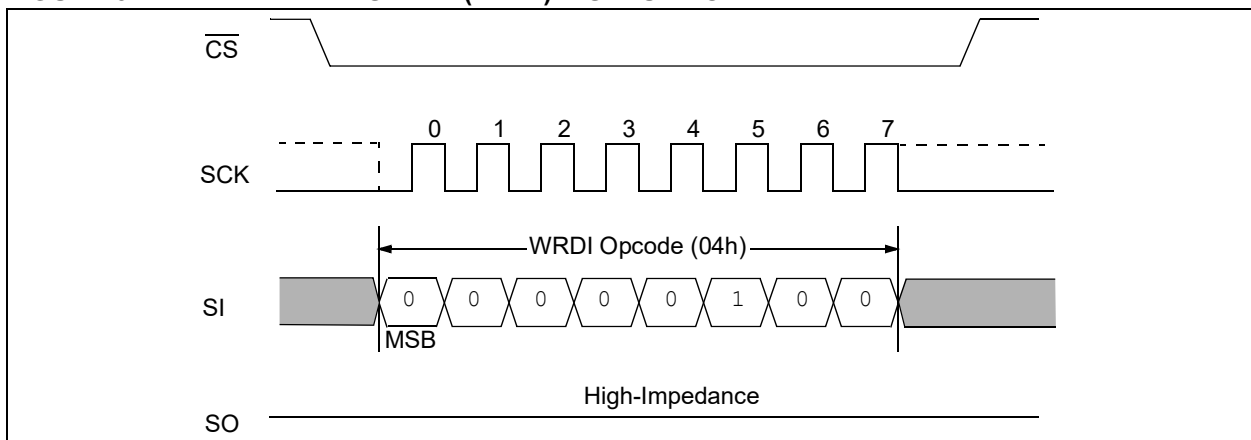 CS
0 1 2 3 4 5 6 7
SCK
WRDI Opcode (04h)
SI
0 0 0 0 0 1 0 0
MSB
High-Impedance
SO